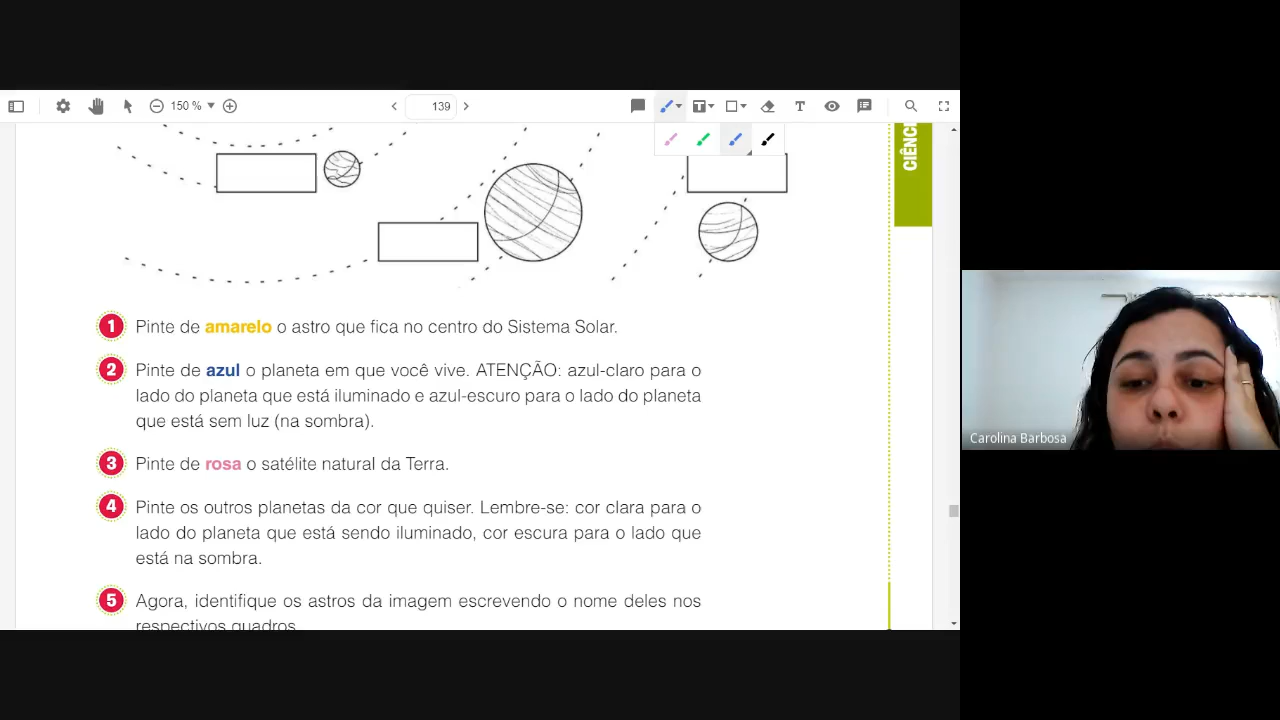 150 %
139
CIÊNC
1 Pinte de amarelo o astro que fica no centro do Sistema Solar.
2 Pinte de azul o planeta em que você vive. ATENÇÃO: azul-claro para o
lado do planeta que está iluminado e azul-escuro para o lado do planeta
que está sem luz (na sombra).
3 Pinte de rosa o satélite natural da Terra.
4 Pinte os outros planetas da cor que quiser. Lembre-se: cor clara para o
lado do planeta que está sendo iluminado, cor escura para o lado que
está na sombra.
5 Agora, identifique os astros da imagem escrevendo o nome deles nos
respectivos quadros.
Carolina Barbosa